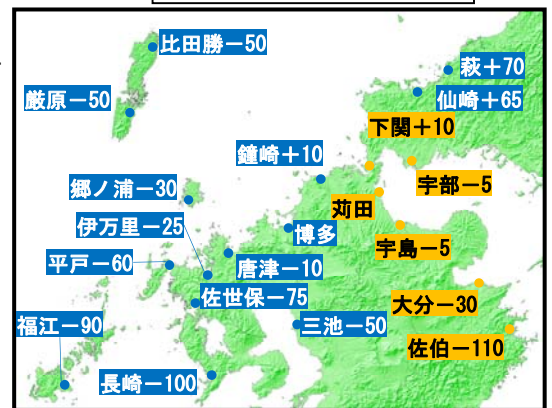 比田勝－50
萩＋70
厳原－50
仙崎＋65
下関＋10
鐘崎＋10
宇部－5
郷ノ浦－30
苅田
伊万里－25
博多
宇島－5
平戸－60
唐津－10
佐世保－75
大分－30
福江－90
三池－50
佐伯－110
長崎－100